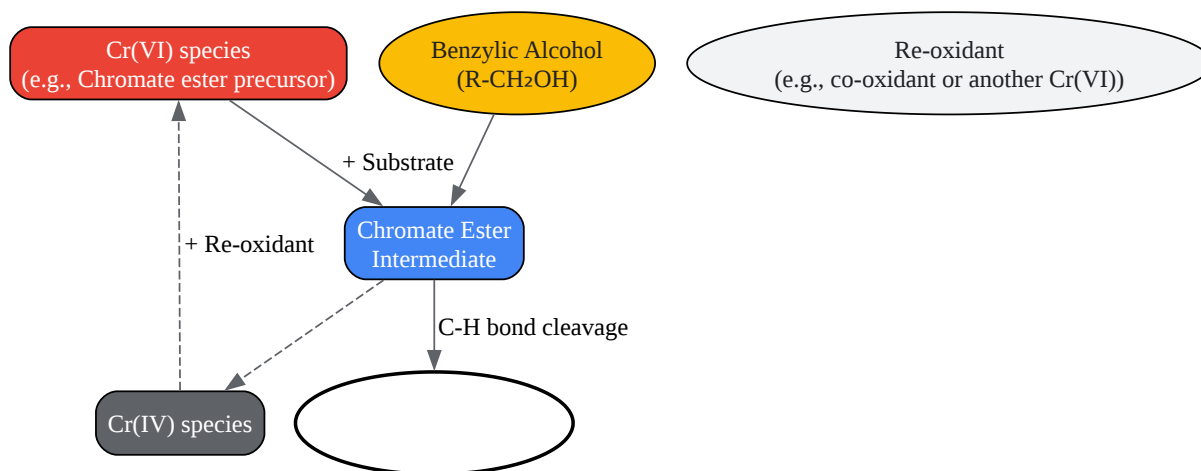 Cr(VI) species
(e.g., Chromate ester precursor)
Benzylic Alcohol
(R-CH₂OH)
Re-oxidant
(e.g., co-oxidant or another Cr(VI))
+ Substrate
+ Re-oxidant
Chromate Ester
Intermediate
C-H bond cleavage
Cr(IV) species